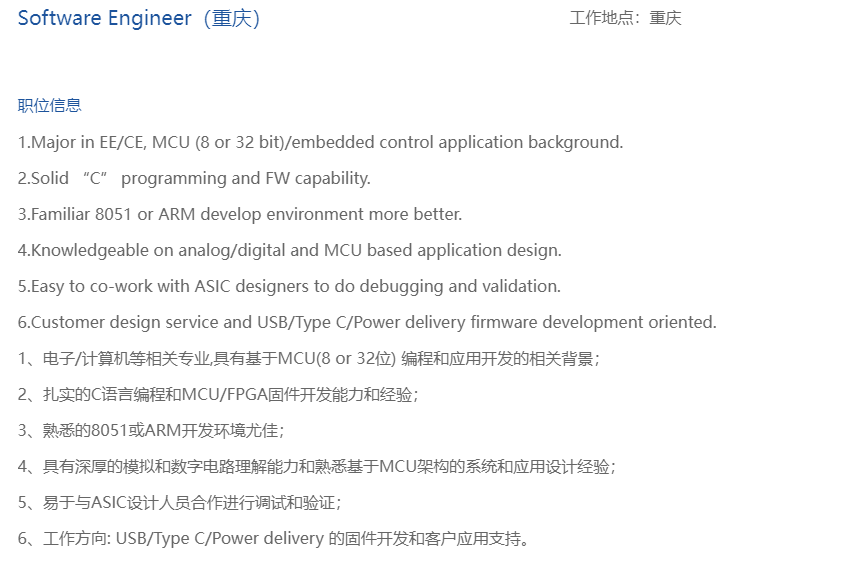 Software Engineer（重庆）
工作地点：重庆
职位信息
1.Major in EE/CE, MCU (8 or 32 bit)/embedded control application background.
2.Solid “C” programming and FW capability.
3.Familiar 8051 or ARM develop environment more better.
4.Knowledgeable on analog/digital and MCU based application design.
5.Easy to co-work with ASIC designers to do debugging and validation.
6.Customer design service and USB/Type C/Power delivery firmware development oriented.
1、电子/计算机等相关专业,具有基于MCU(8 or 32位) 编程和应用开发的相关背景；
2、扎实的C语言编程和MCU/FPGA固件开发能力和经验；
3、熟悉的8051或ARM开发环境尤佳；
4、具有深厚的模拟和数字电路理解能力和熟悉基于MCU架构的系统和应用设计经验；
5、易于与ASIC设计人员合作进行调试和验证；
6、工作方向: USB/Type C/Power delivery 的固件开发和客户应用支持。